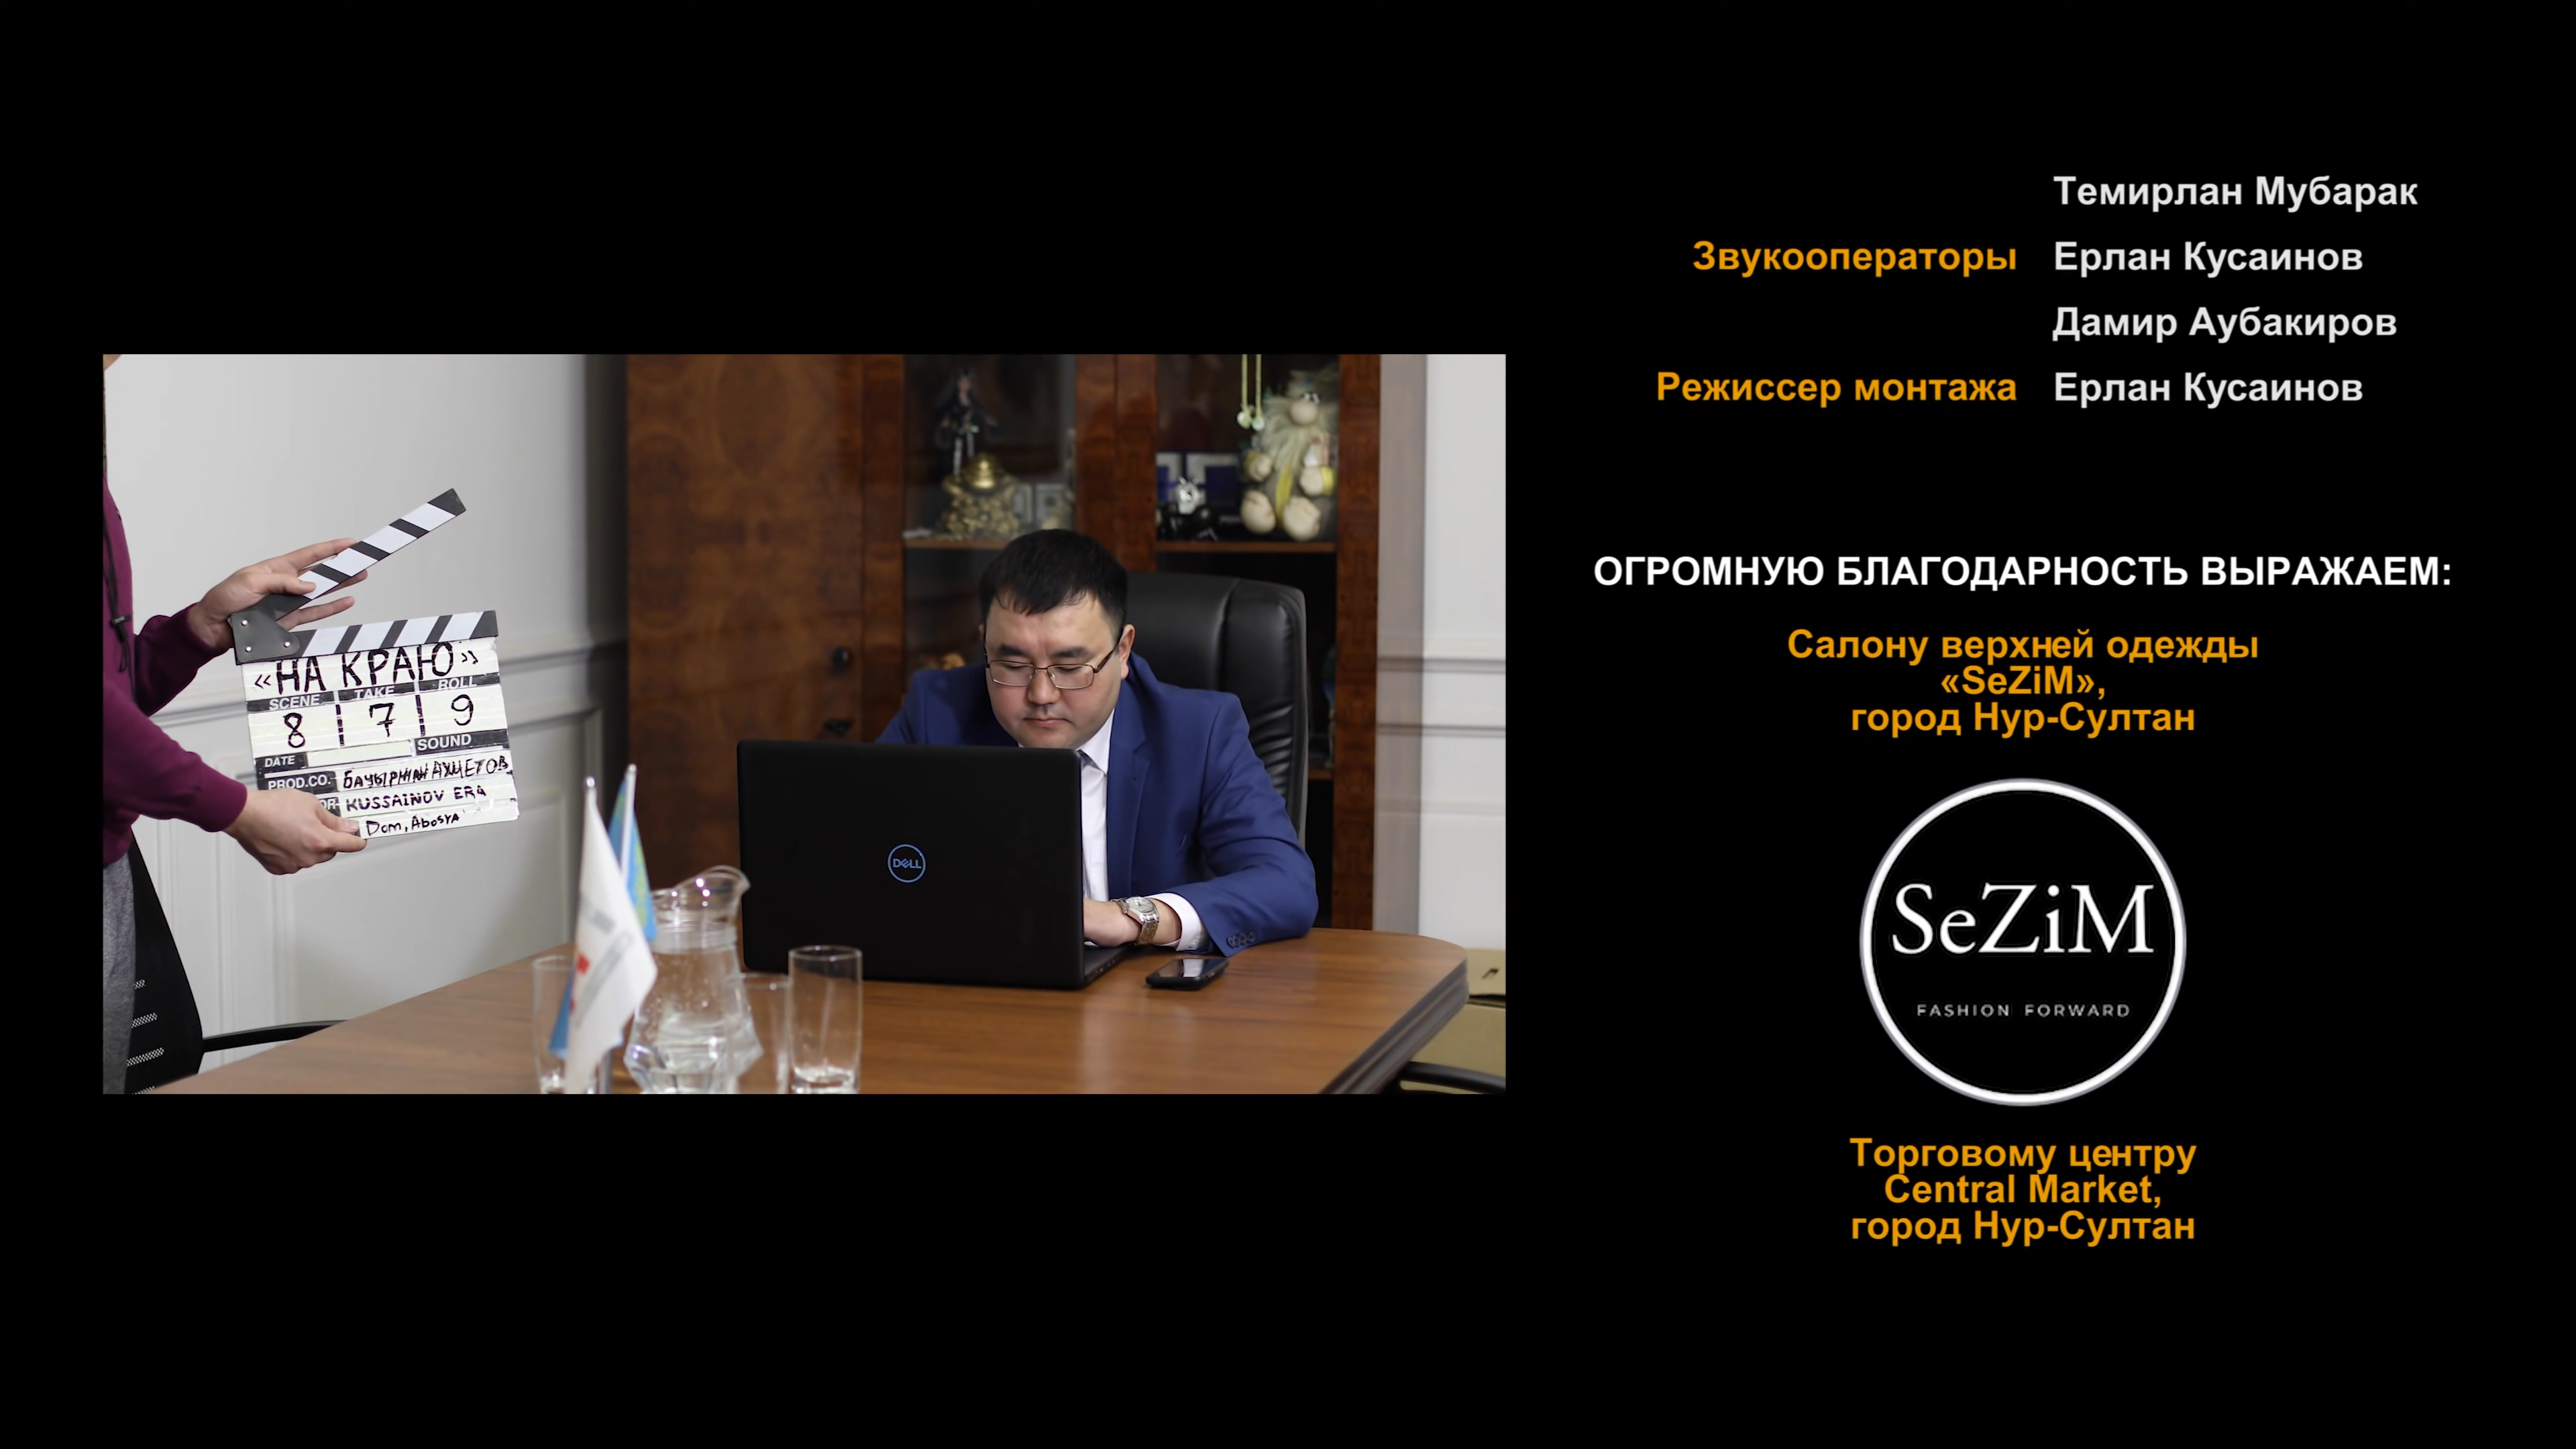 «НА КРАЮ»
SCENE TAKE ROLL
8 7 9
SOUND
DATE
PROD.CO. БАУЫРЖАН АХМЕТОВ
KUSSAINOV ERA
Dom, Abosya
DELL
Темирлан Мубарак
Звукооператоры Ерлан Кусаинов
Дамир Аубакиров
Режиссер монтажа Ерлан Кусаинов
ОГРОМНУЮ БЛАГОДАРНОСТЬ ВЫРАЖАЕМ:
Салону верхней одежды
«SeZiM»,
город Нур-Султан
SeZiM
FASHION FORWARD
Торговому центру
Central Market,
город Нур-Султан